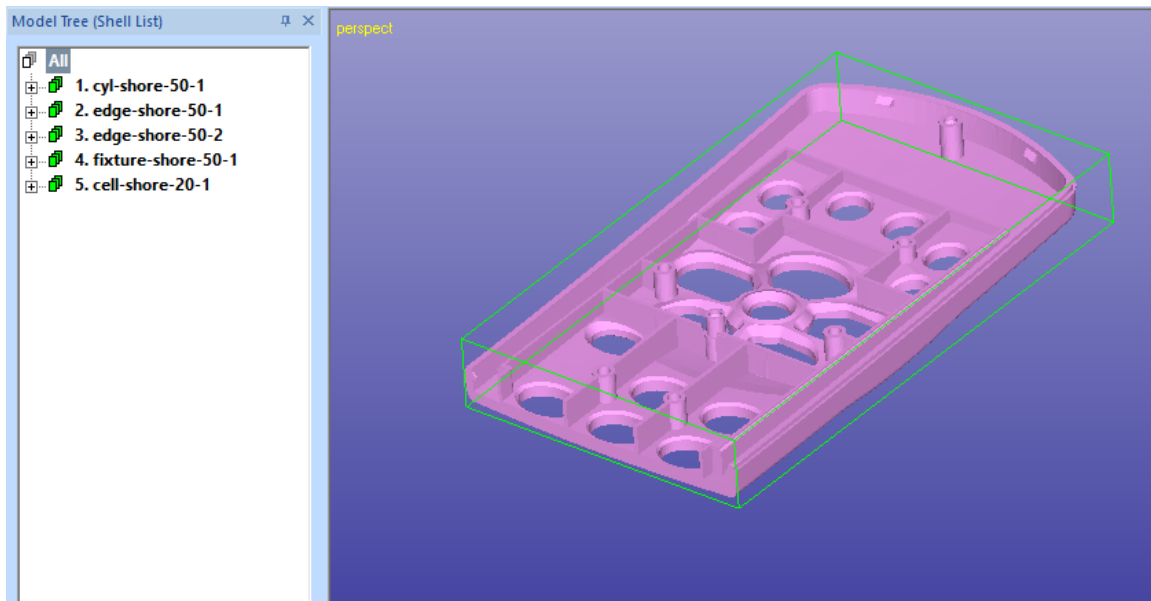 Model Tree (Shell List)
All
1. cyl-shore-50-1
2. edge-shore-50-1
3. edge-shore-50-2
4. fixture-shore-50-1
5. cell-shore-20-1
perspect